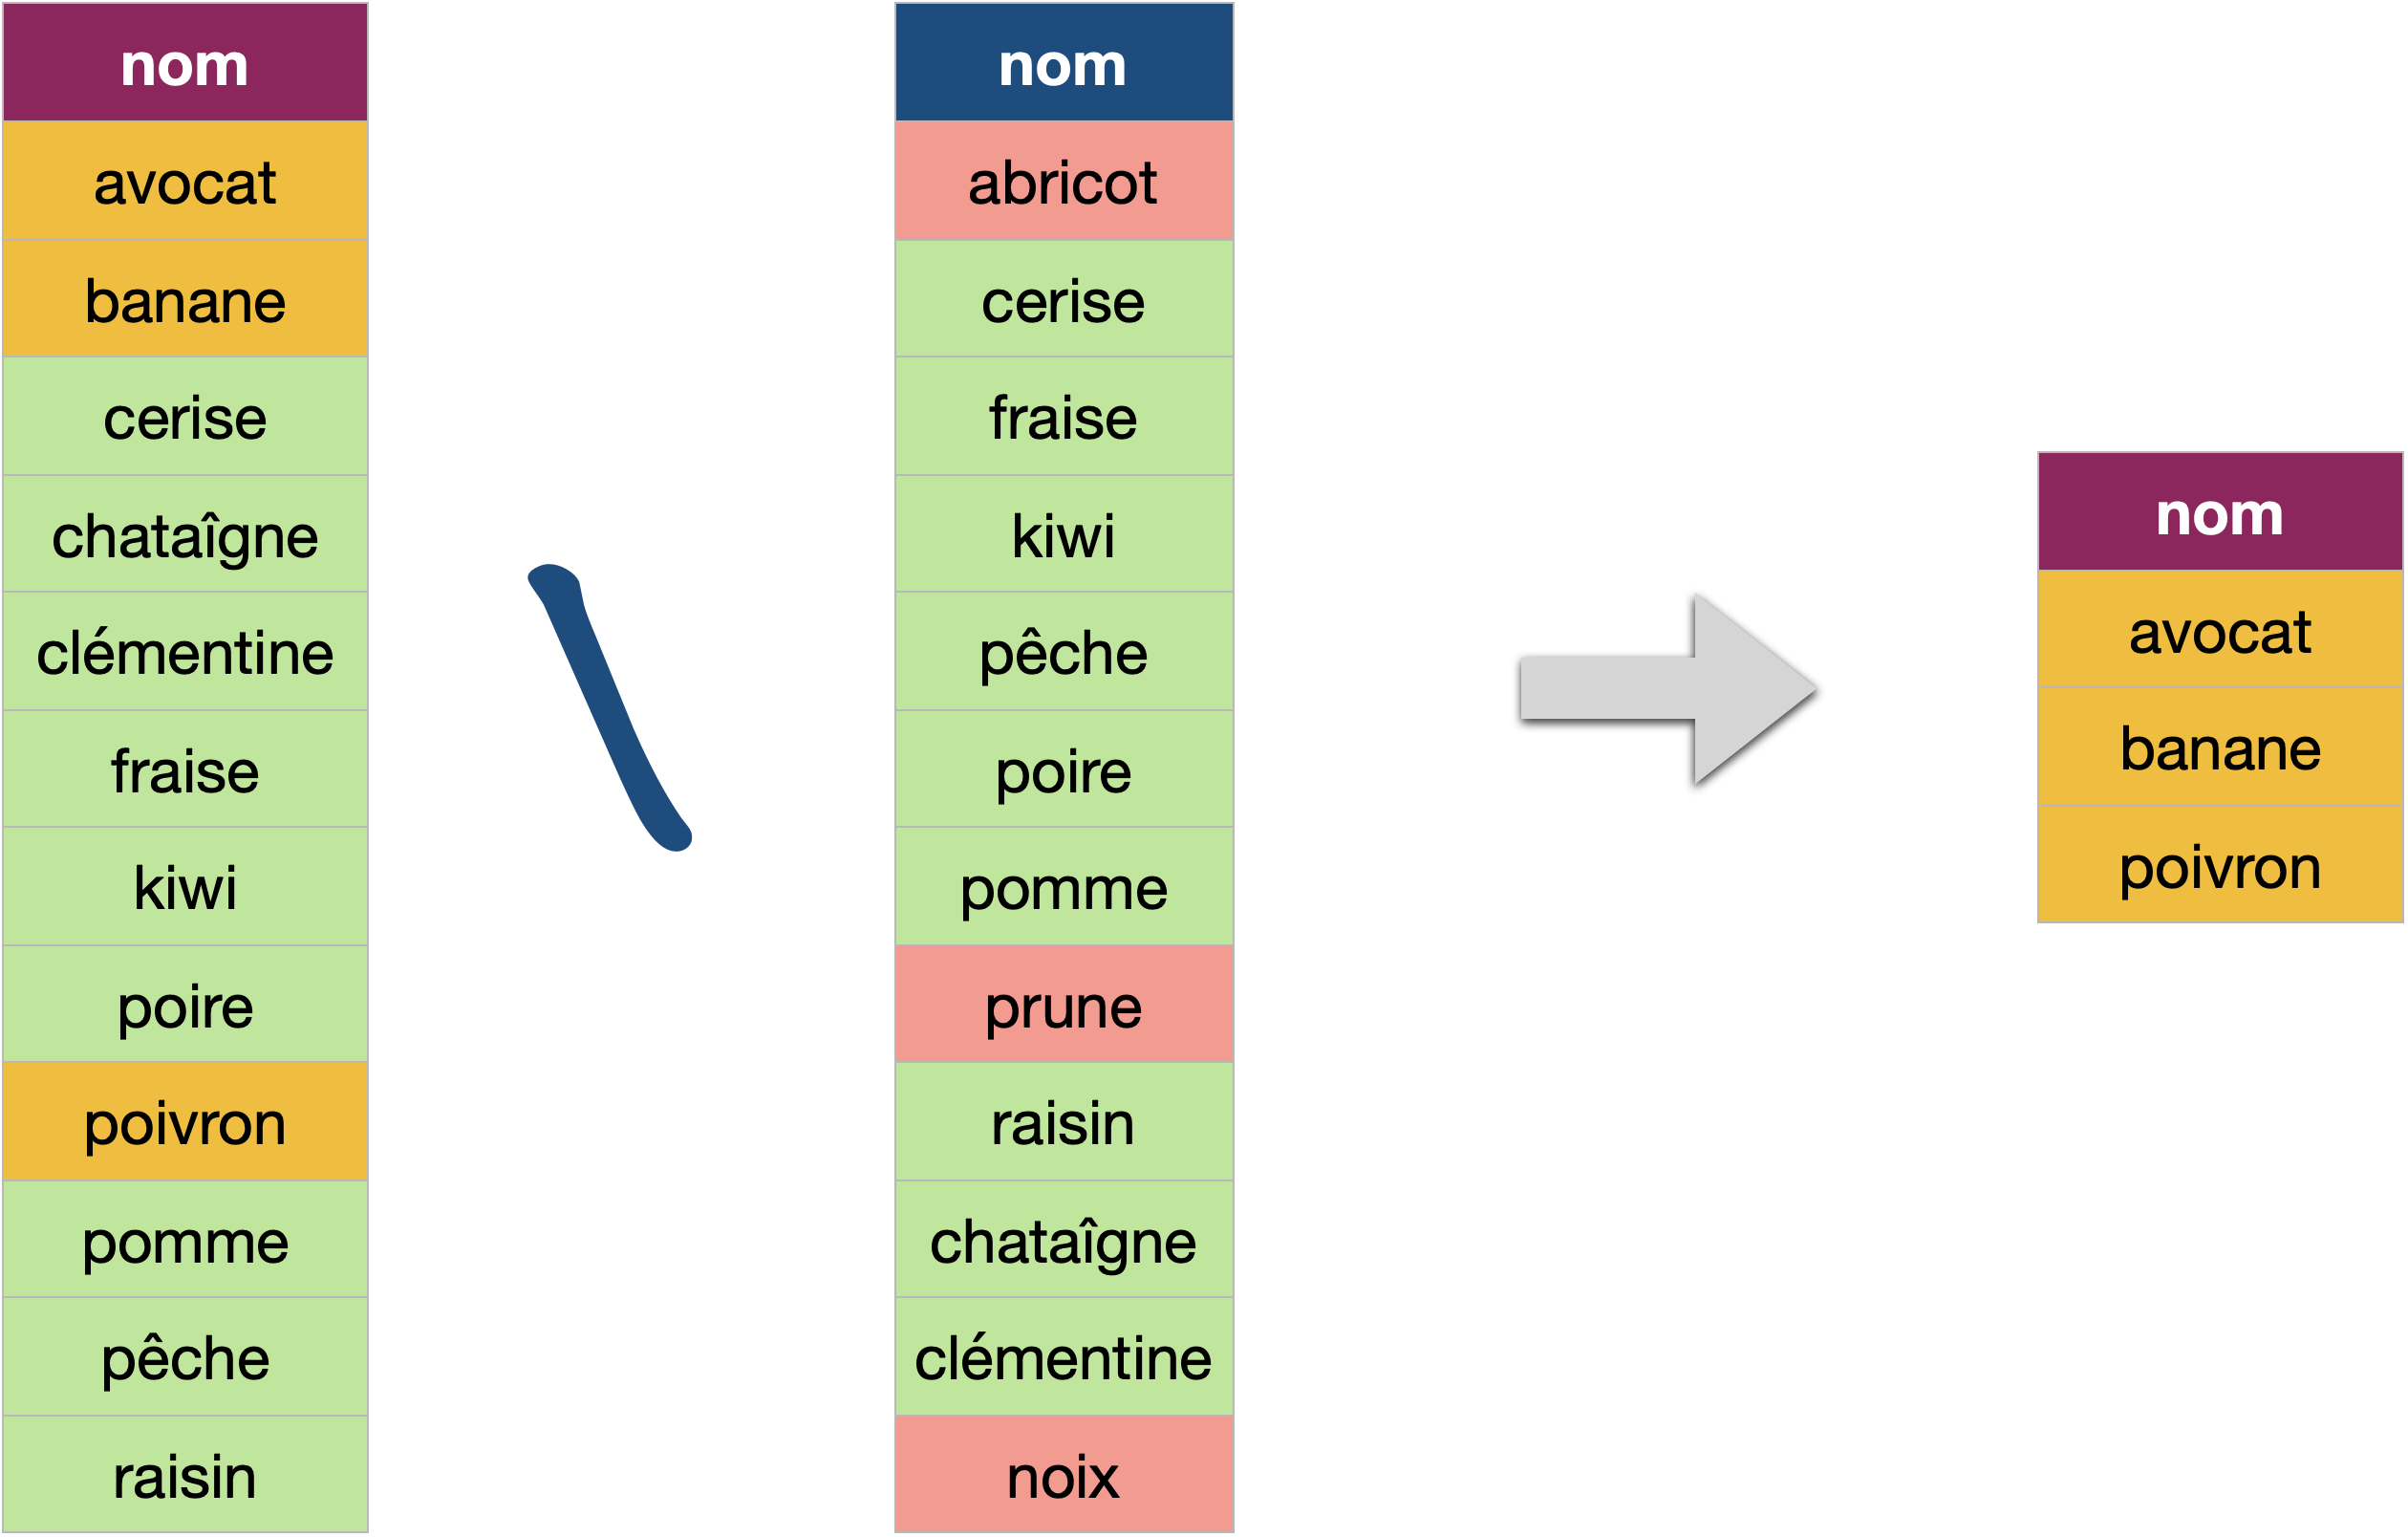 nom
avocat
banane
cerise
chataîgne
clémentine
fraise
kiwi
poire
poivron
pomme
pêche
raisin
nom
abricot
cerise
fraise
kiwi
pêche
poire
pomme
prune
raisin
chataîgne
clémentine
noix
nom
avocat
banane
poivron